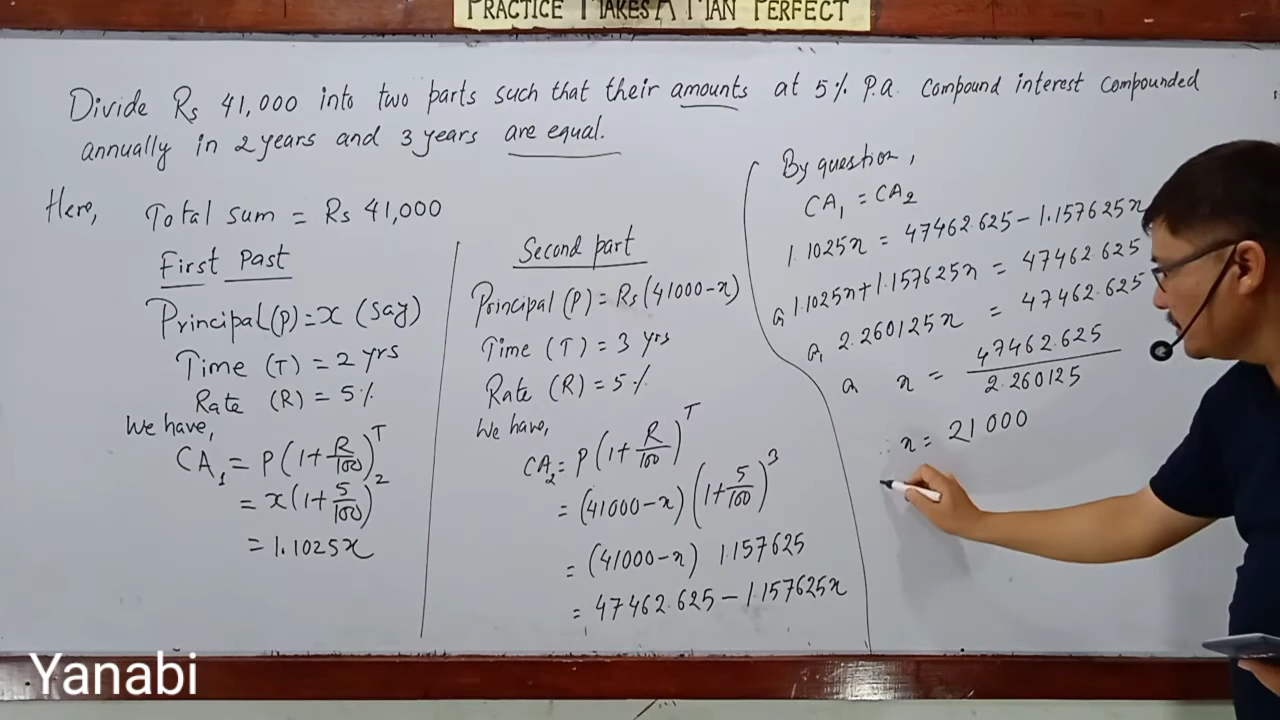 PRACTICE MAKES A MAN PERFECT
Divide Rs 41,000 into two parts such that their amounts at 5% p.a. compound interest compounded
annually in 2 years and 3 years are equal.
Here, Total sum = Rs 41,000
First Past
Principal(P)=x (say)
Time (T) = 2 yrs
Rate (R) = 5%
We have,
CA₁ = P(1+R/100)^T
= x(1+5/100)^2
= 1.1025x
Second part
Principal (P) = Rs (41000-x)
Time (T) = 3 yrs
Rate (R) = 5%
We have,
CA₂ = P(1+R/100)^T
= (41000-x) (1+5/100)^3
= (41000-x) 1.157625
= 47462.625 - 1.157625x
By question,
CA₁ = CA₂
1.1025x = 47462.625 - 1.157625x
a, 1.1025x + 1.157625x = 47462.625
a, 2.260125x = 47462.625
a x = 47462.625/2.260125
∴ x = 21000
Yanabi